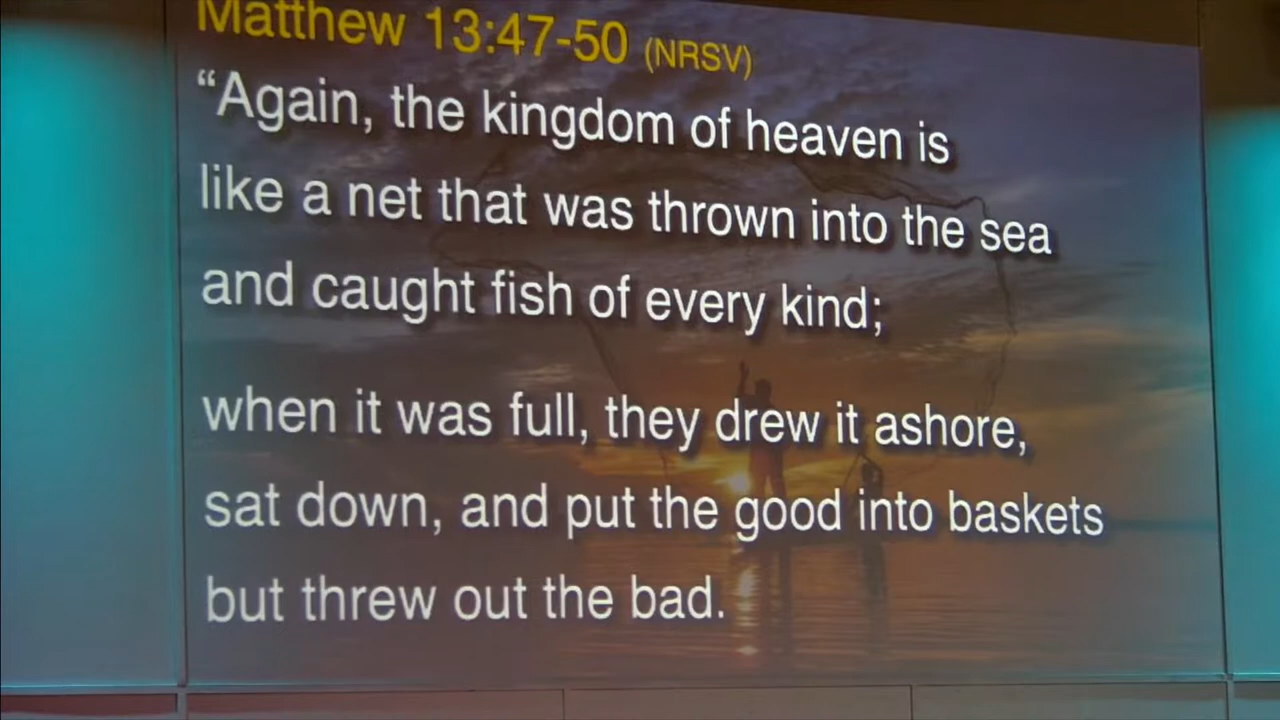 Matthew 13:47-50 (NRSV)
“Again, the kingdom of heaven is
like a net that was thrown into the sea
and caught fish of every kind;
when it was full, they drew it ashore,
sat down, and put the good into baskets
but threw out the bad.